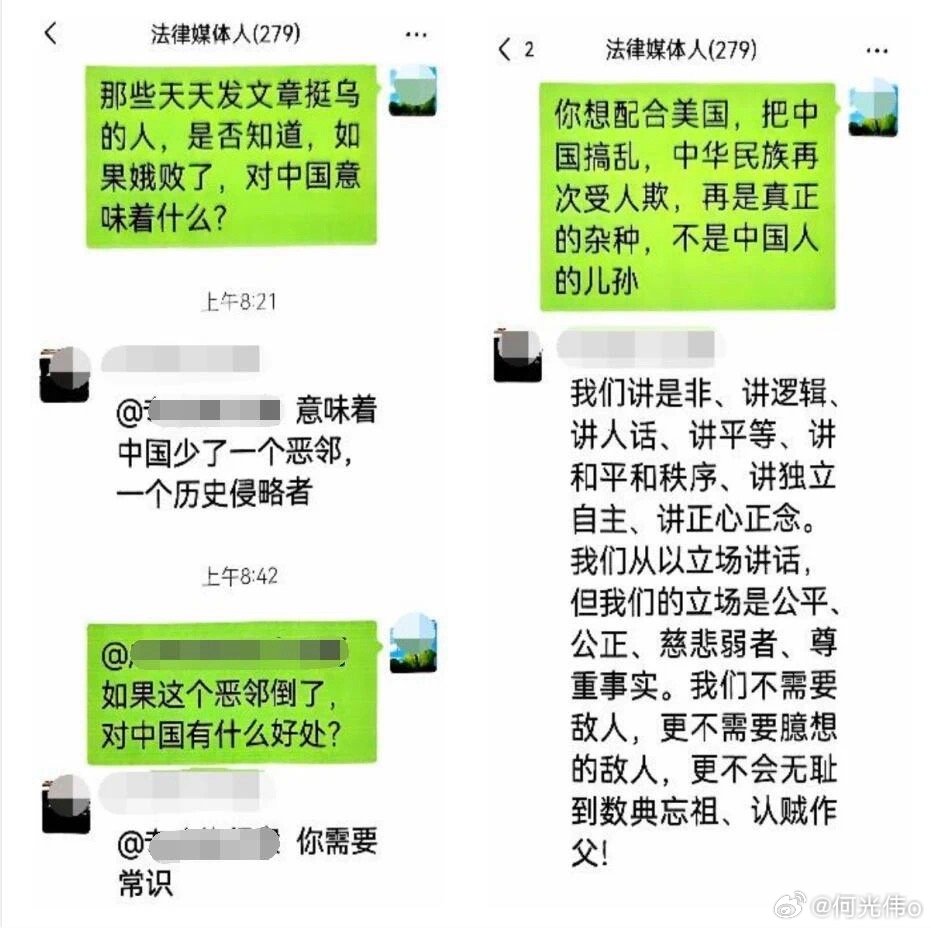 法律媒体人(279)
那些天天发文章挺乌
的人，是否知道，如
果娥败了，对中国意
味着什么?
上午8:21
@
意味着
中国少了一个恶邻，
一个历史侵略者
上午8:42
@
如果这个恶邻倒了，
对中国有什么好处?
@
你需要
常识
2
法律媒体人(279)
你想配合美国，把中
国搞乱，中华民族再
次受人欺，再是真正
的杂种，不是中国人
的儿孙
我们讲是非、讲逻辑、
讲人话、讲平等、讲
和平和秩序、讲独立
自主、讲正心正念。
我们从以立场讲话，
但我们的立场是公平、
公正、慈悲弱者、尊
重事实。我们不需要
敌人，更不需要臆想
的敌人，更不会无耻
到数典忘祖、认贼作
父!
@何光伟o